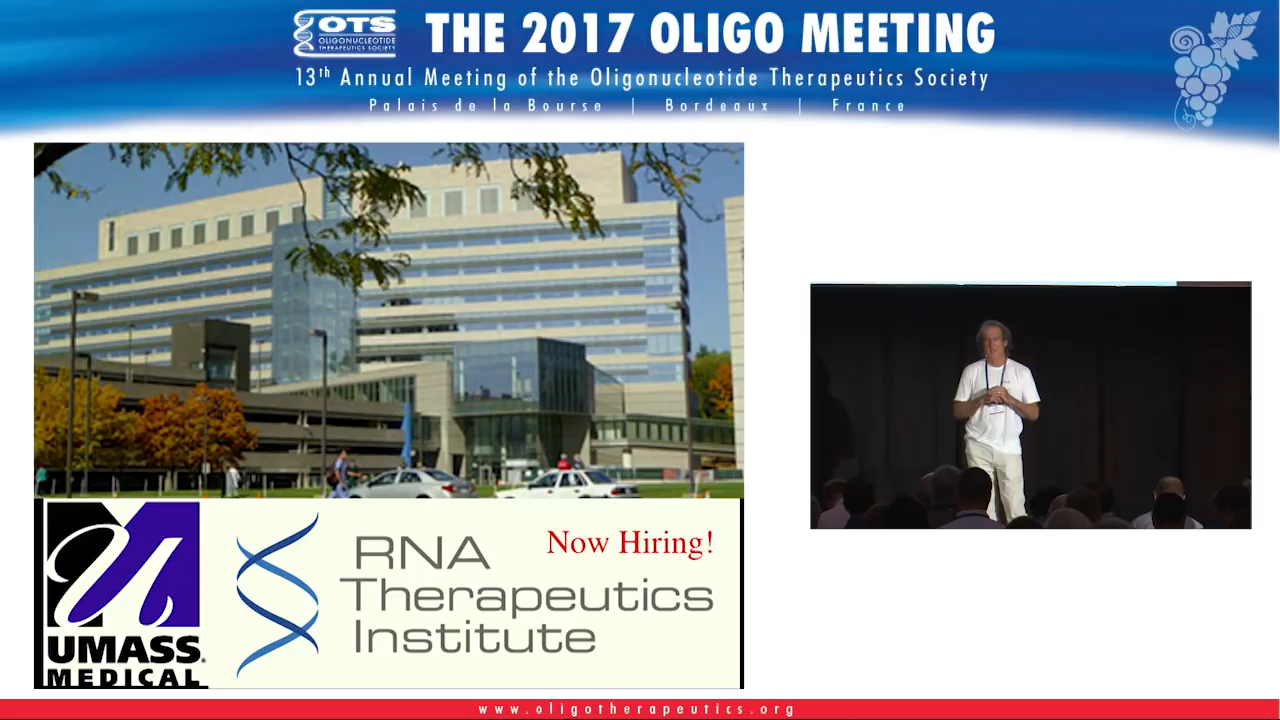 OTS
OLIGONUCLEOTIDE
THERAPEUTICS SOCIETY
THE 2017 OLIGO MEETING
13th Annual Meeting of the Oligonucleotide Therapeutics Society
Palais de la Bourse | Bordeaux | France
UMASS
MEDICAL
RNA
Therapeutics
Institute
Now Hiring!
www.oligotherapeutics.org